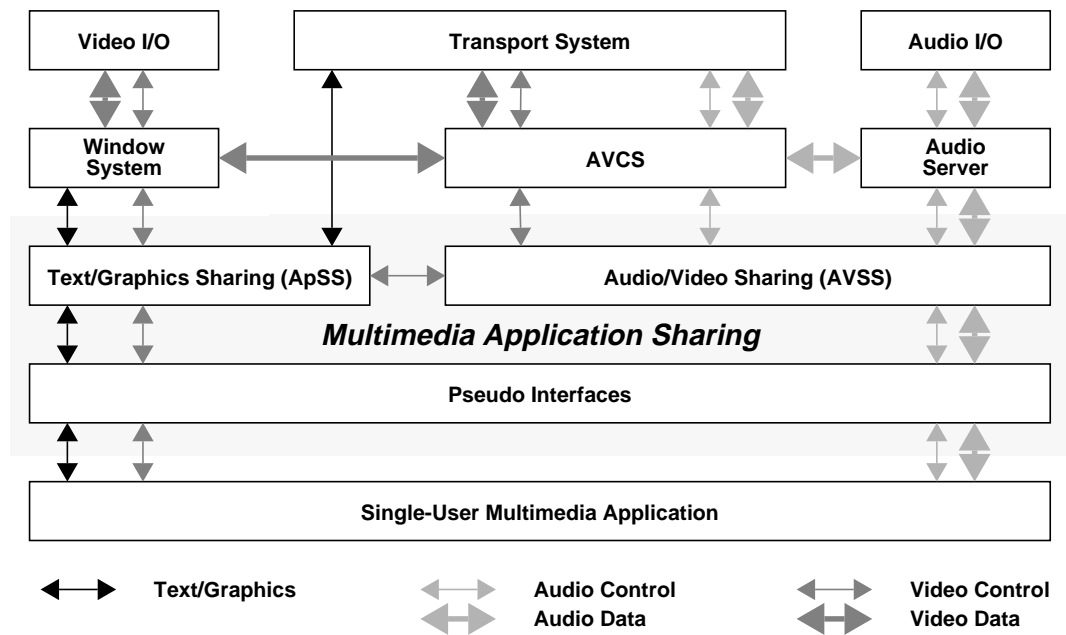 Video I/O
Transport System
Audio I/O
Window
System
AVCS
Audio
Server
Text/Graphics Sharing (ApSS)
Audio/Video Sharing (AVSS)
Multimedia Application Sharing
Pseudo Interfaces
Single-User Multimedia Application
Text/Graphics
Audio Control
Audio Data
Video Control
Video Data